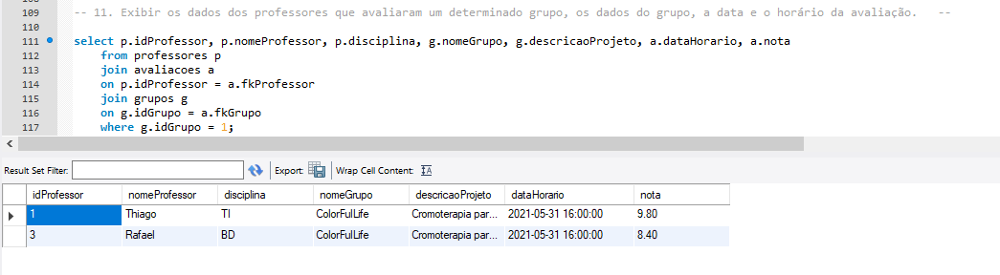 109 -- 11. Exibir os dados dos professores que avaliaram um determinado grupo, os dados do grupo, a data e o horário da avaliação. --
110
111 select p.idProfessor, p.nomeProfessor, p.disciplina, g.nomeGrupo, g.descricaoProjeto, a.dataHorario, a.nota
112 from professores p
113 join avaliacoes a
114 on p.idProfessor = a.fkProfessor
115 join grupos g
116 on g.idGrupo = a.fkGrupo
117 where g.idGrupo = 1;
Result Set Filter: Export: Wrap Cell Content: IA
idProfessor nomeProfessor disciplina nomeGrupo descricaoProjeto dataHorario nota
1 Thiago TI ColorFulLife Cromoterapia par... 2021-05-31 16:00:00 9.80
3 Rafael BD ColorFulLife Cromoterapia par... 2021-05-31 16:00:00 8.40